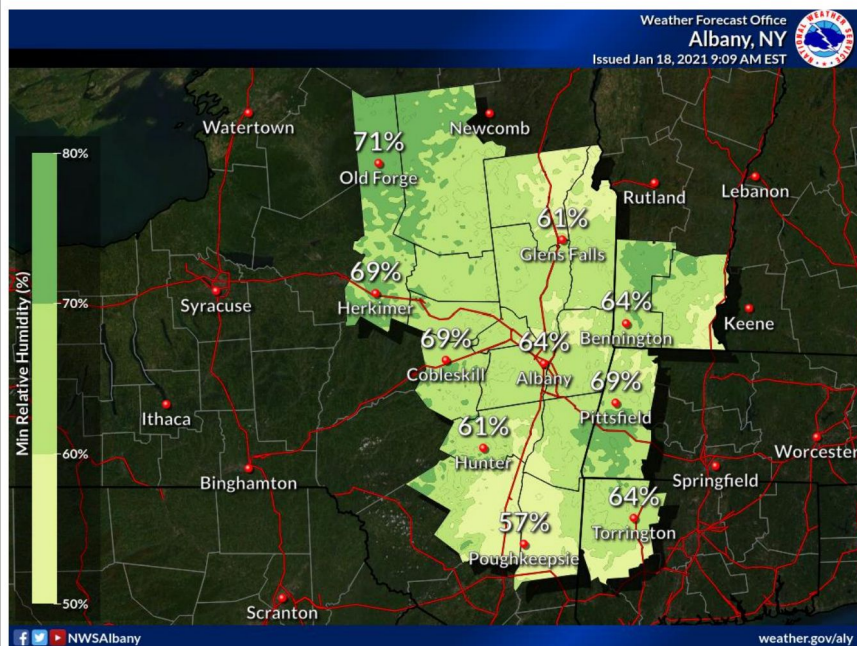 Weather Forecast Office
Albany, NY
Issued Jan 18, 2021 9:09 AM EST
NATIONAL WEATHER SERVICE
Watertown
Newcomb
71%
Old Forge
80%
Rutland
Lebanon
61%
Glens Falls
69%
Herkimer
Syracuse
70%
64%
Bennington
Keene
69%
Cobleskill
64%
Albany
69%
Pittsfield
Min Relative Humidity (%)
Ithaca
61%
Hunter
Worcester
60%
Binghamton
Springfield
64%
Torrington
57%
Poughkeepsie
50%
Scranton
NWSAlbany
weather.gov/aly